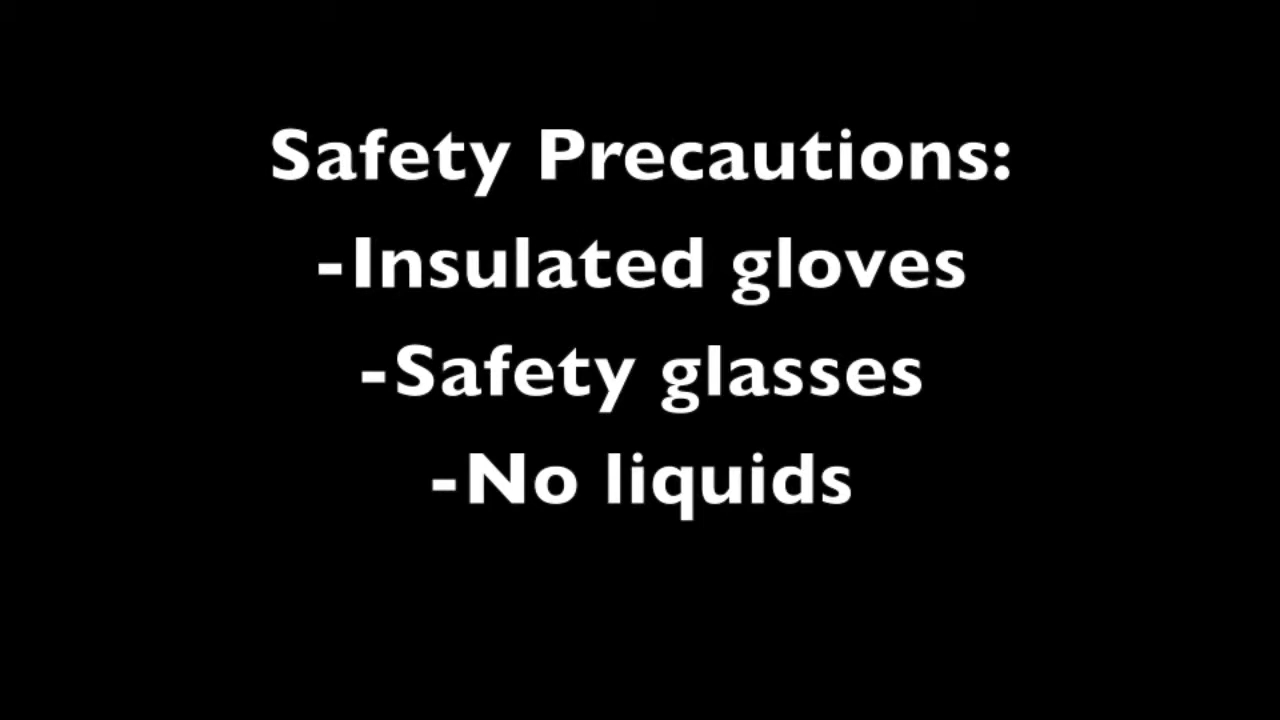 Safety Precautions:
-Insulated gloves
-Safety glasses
-No liquids